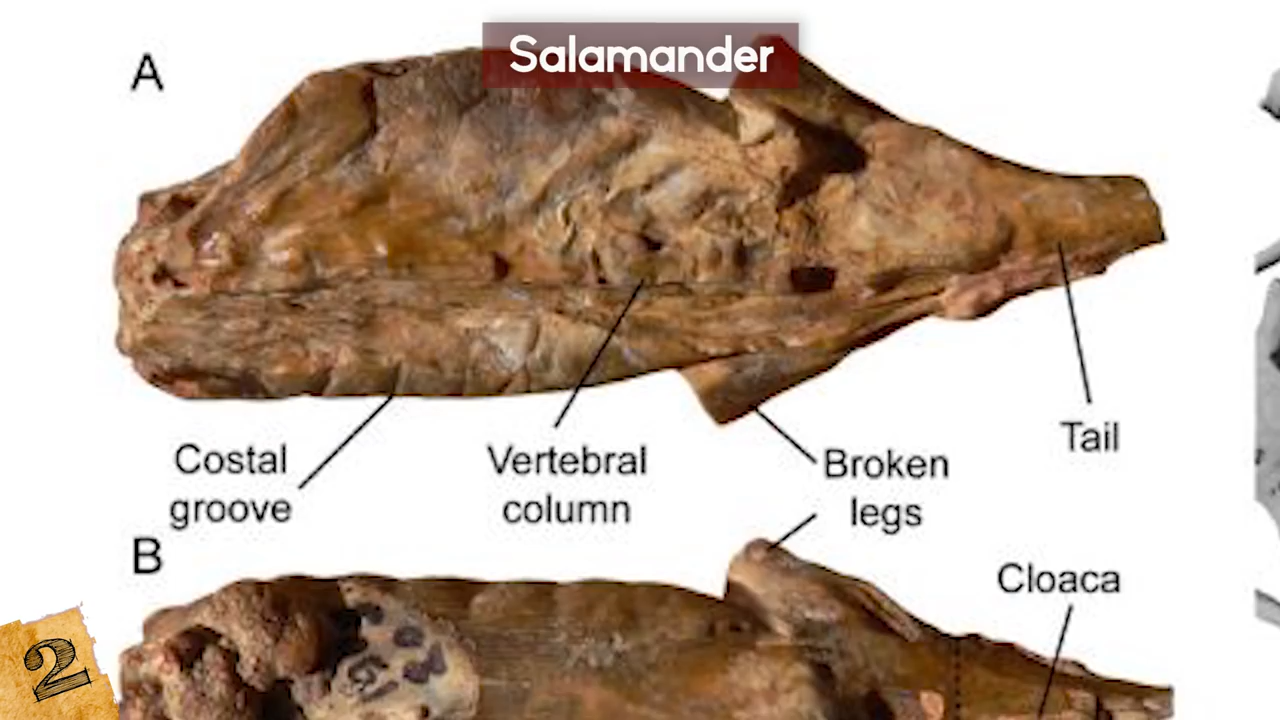 Salamander
A
Costal
groove
Vertebral
column
Broken
legs
Tail
B
Cloaca
2